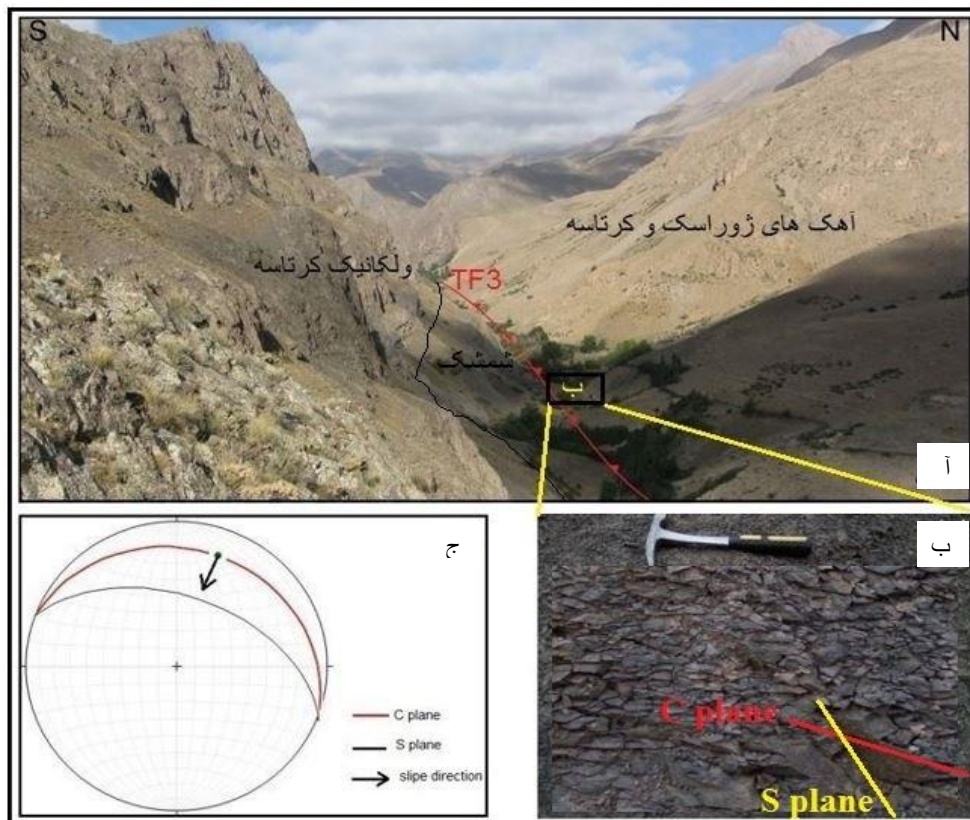 S
N
آهک های ژوراسک و کرتاسه
ولکانیک کرتاسه
TF3
شمشک
ب
آ
ج
ب
C plane
S plane
slipe direction
C plane
S plane